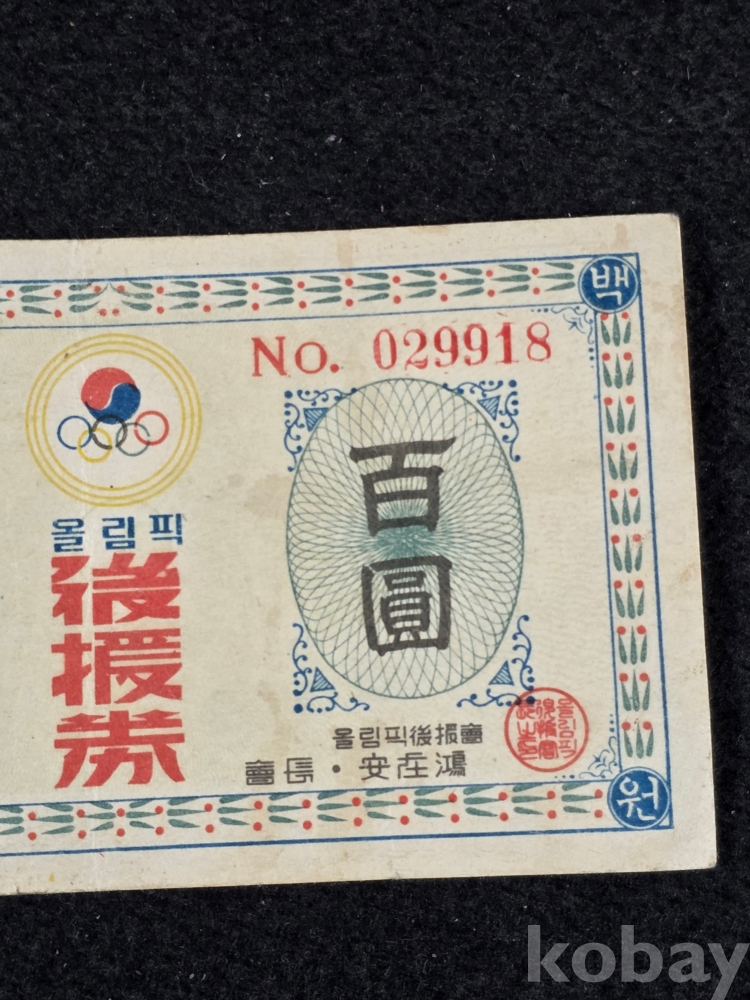 백
No. 029918
百圓
올림픽
後援券
올림픽後援會
會長·安在鴻
원
kobay